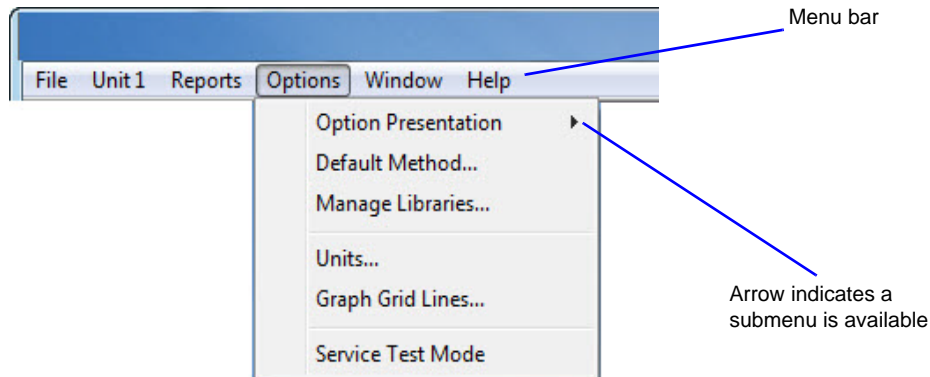 Menu bar
File Unit 1 Reports Options Window Help
Option Presentation
Default Method...
Manage Libraries...
Units...
Graph Grid Lines...
Service Test Mode
Arrow indicates a
submenu is available